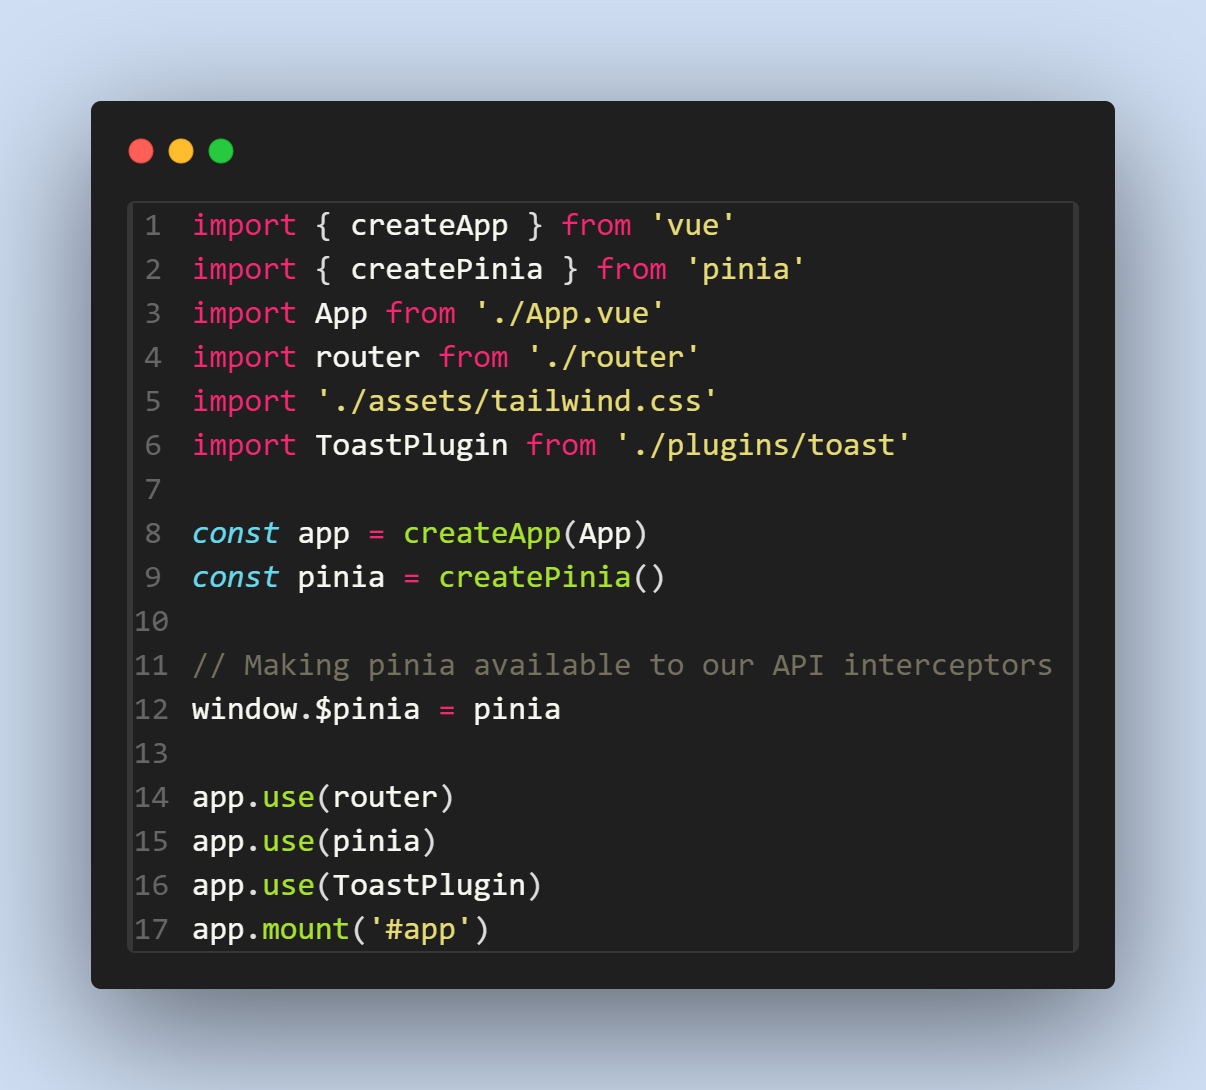 1 import { createApp } from 'vue'
2 import { createPinia } from 'pinia'
3 import App from './App.vue'
4 import router from './router'
5 import './assets/tailwind.css'
6 import ToastPlugin from './plugins/toast'
7
8 const app = createApp(App)
9 const pinia = createPinia()
10
11 // Making pinia available to our API interceptors
12 window.$pinia = pinia
13
14 app.use(router)
15 app.use(pinia)
16 app.use(ToastPlugin)
17 app.mount('#app')